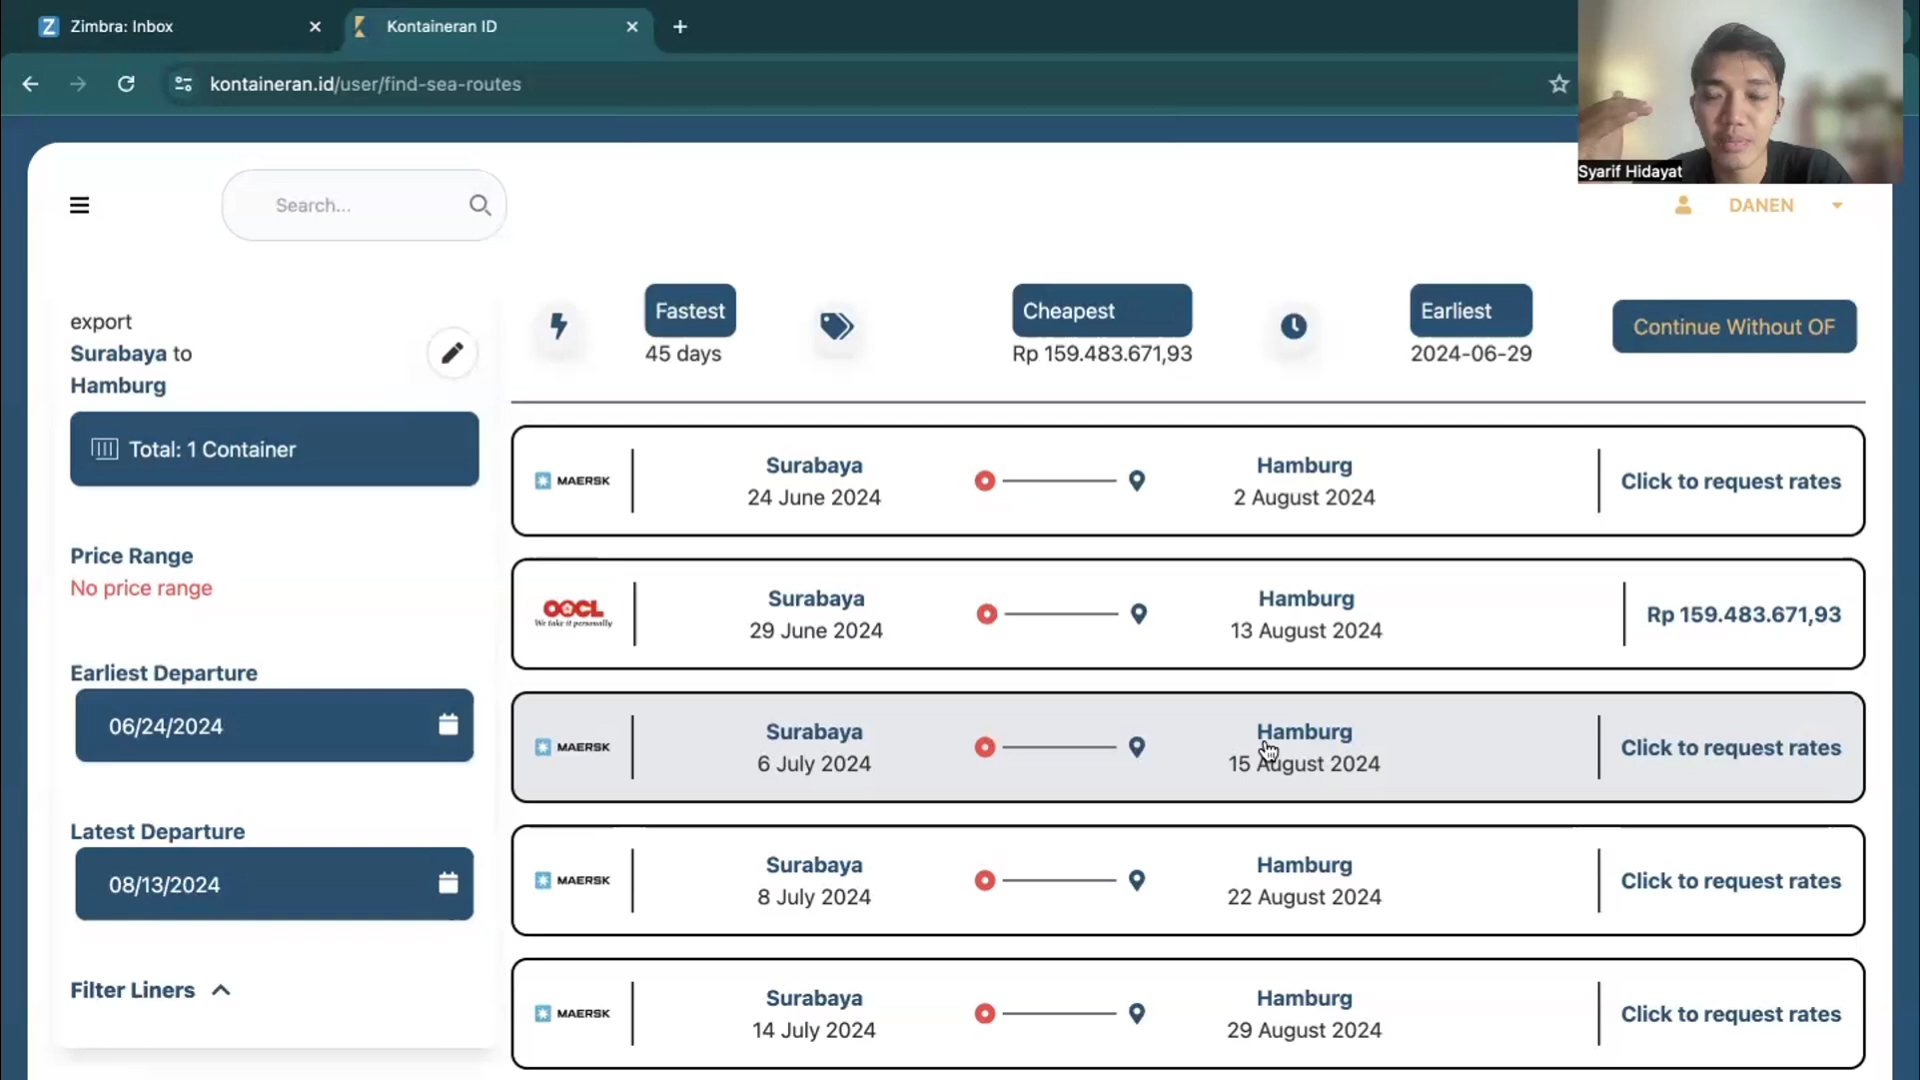 Zimbra: Inbox
Kontaineran ID
kontaineran.id/user/find-sea-routes
Syarif Hidayat
Search...
DANEN
export
Surabaya to
Hamburg
Total: 1 Container
Price Range
No price range
Earliest Departure
06/24/2024
Latest Departure
08/13/2024
Filter Liners
Fastest
45 days
Cheapest
Rp 159.483.671,93
Earliest
2024-06-29
Continue Without OF
MAERSK
Surabaya
24 June 2024
Hamburg
2 August 2024
Click to request rates
OOCL
We take it personally
Surabaya
29 June 2024
Hamburg
13 August 2024
Rp 159.483.671,93
MAERSK
Surabaya
6 July 2024
Hamburg
15 August 2024
Click to request rates
MAERSK
Surabaya
8 July 2024
Hamburg
22 August 2024
Click to request rates
MAERSK
Surabaya
14 July 2024
Hamburg
29 August 2024
Click to request rates